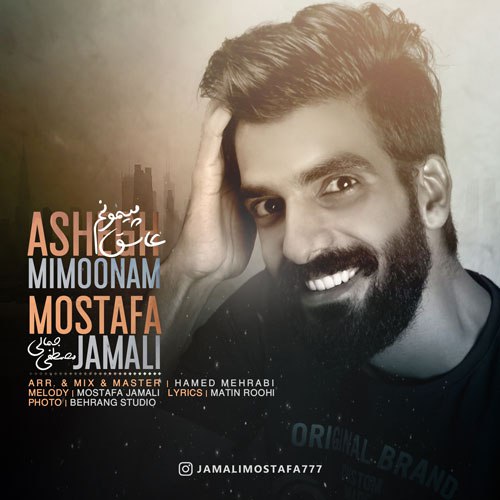 ASHEGH
عاشق میمونم
MIMOONAM
MOSTAFA
مصطفی جمالی
JAMALI
ARR. & MIX & MASTER | HAMED MEHRABI
MELODY | MOSTAFA JAMALI LYRICS | MATIN ROOHI
PHOTO | BEHRANG STUDIO
ORIGINAL BRAND
JAMALIMOSTAFA777